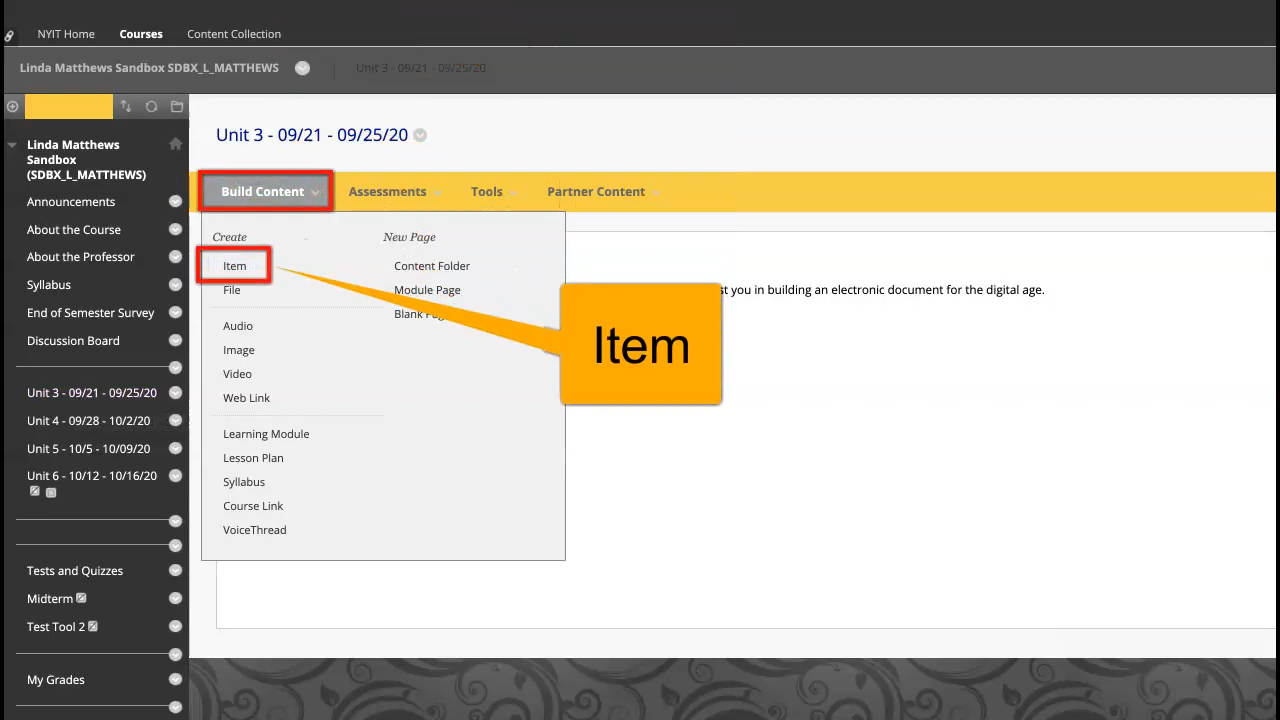 NYIT Home Courses Content Collection
Linda Matthews Sandbox SDBX_L_MATTHEWS Unit 3 - 09/21 - 09/25/20
Linda Matthews
Sandbox
(SDBX_L_MATTHEWS)
Announcements
About the Course
About the Professor
Syllabus
End of Semester Survey
Discussion Board
Unit 3 - 09/21 - 09/25/20
Unit 4 - 09/28 - 10/2/20
Unit 5 - 10/5 - 10/09/20
Unit 6 - 10/12 - 10/16/20
Tests and Quizzes
Midterm
Test Tool 2
My Grades
Unit 3 - 09/21 - 09/25/20
Build Content Assessments Tools Partner Content
Create
Item
File
Audio
Image
Video
Web Link
Learning Module
Lesson Plan
Syllabus
Course Link
VoiceThread
New Page
Content Folder
Module Page
Blank
you in building an electronic document for the digital age.
Item